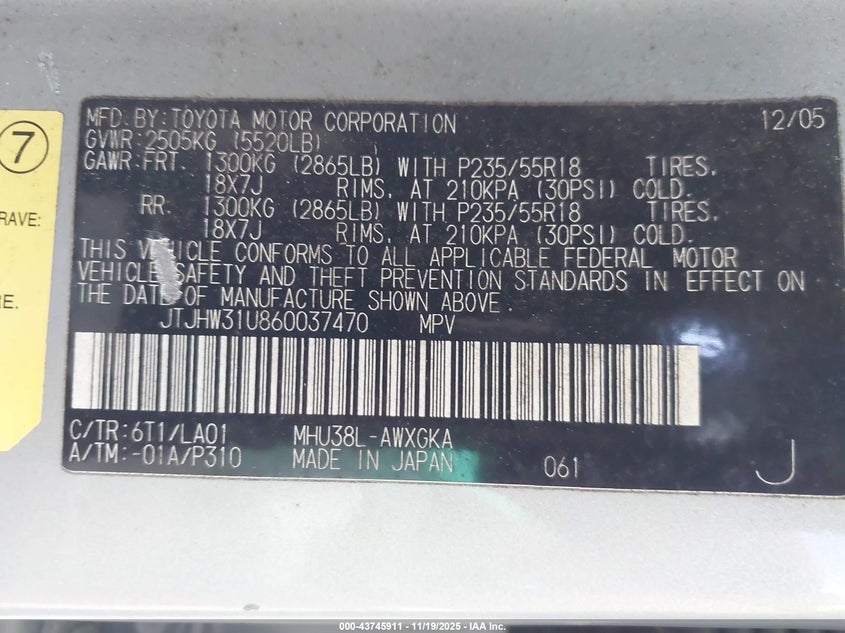 7
RAVE:
RE.
MFD. BY: TOYOTA MOTOR CORPORATION 12/05
GVWR: 2505KG (5520LB)
GAWR: FRT. 1300KG (2865LB) WITH P235/55R18 TIRES,
18X7J RIMS, AT 210KPA (30PSI) COLD.
RR. 1300KG (2865LB) WITH P235/55R18 TIRES,
18X7J RIMS, AT 210KPA (30PSI) COLD.
THIS VEHICLE CONFORMS TO ALL APPLICABLE FEDERAL MOTOR
VEHICLE SAFETY AND THEFT PREVENTION STANDARDS IN EFFECT ON
THE DATE OF MANUFACTURE SHOWN ABOVE.
JTJHW31U860037470 MPV
C/TR: 6T1/LA01 MHU38L-AWXGKA
A/TM: -01A/P310 MADE IN JAPAN 061 J
000-43745911 - 11/19/2025 - IAA Inc.